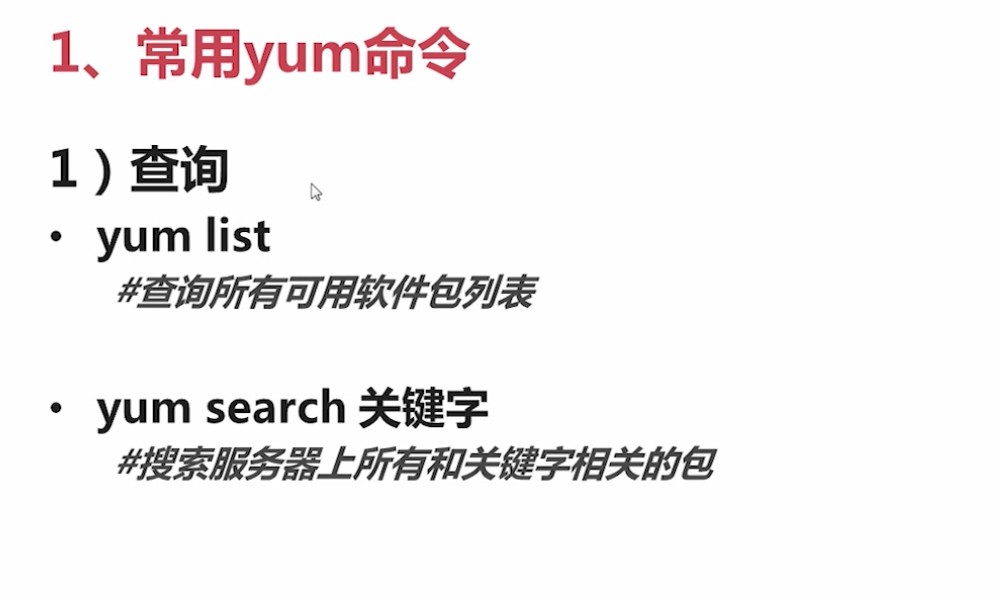 1、常用yum命令
1）查询
• yum list
#查询所有可用软件包列表
• yum search 关键字
#搜索服务器上所有和关键字相关的包